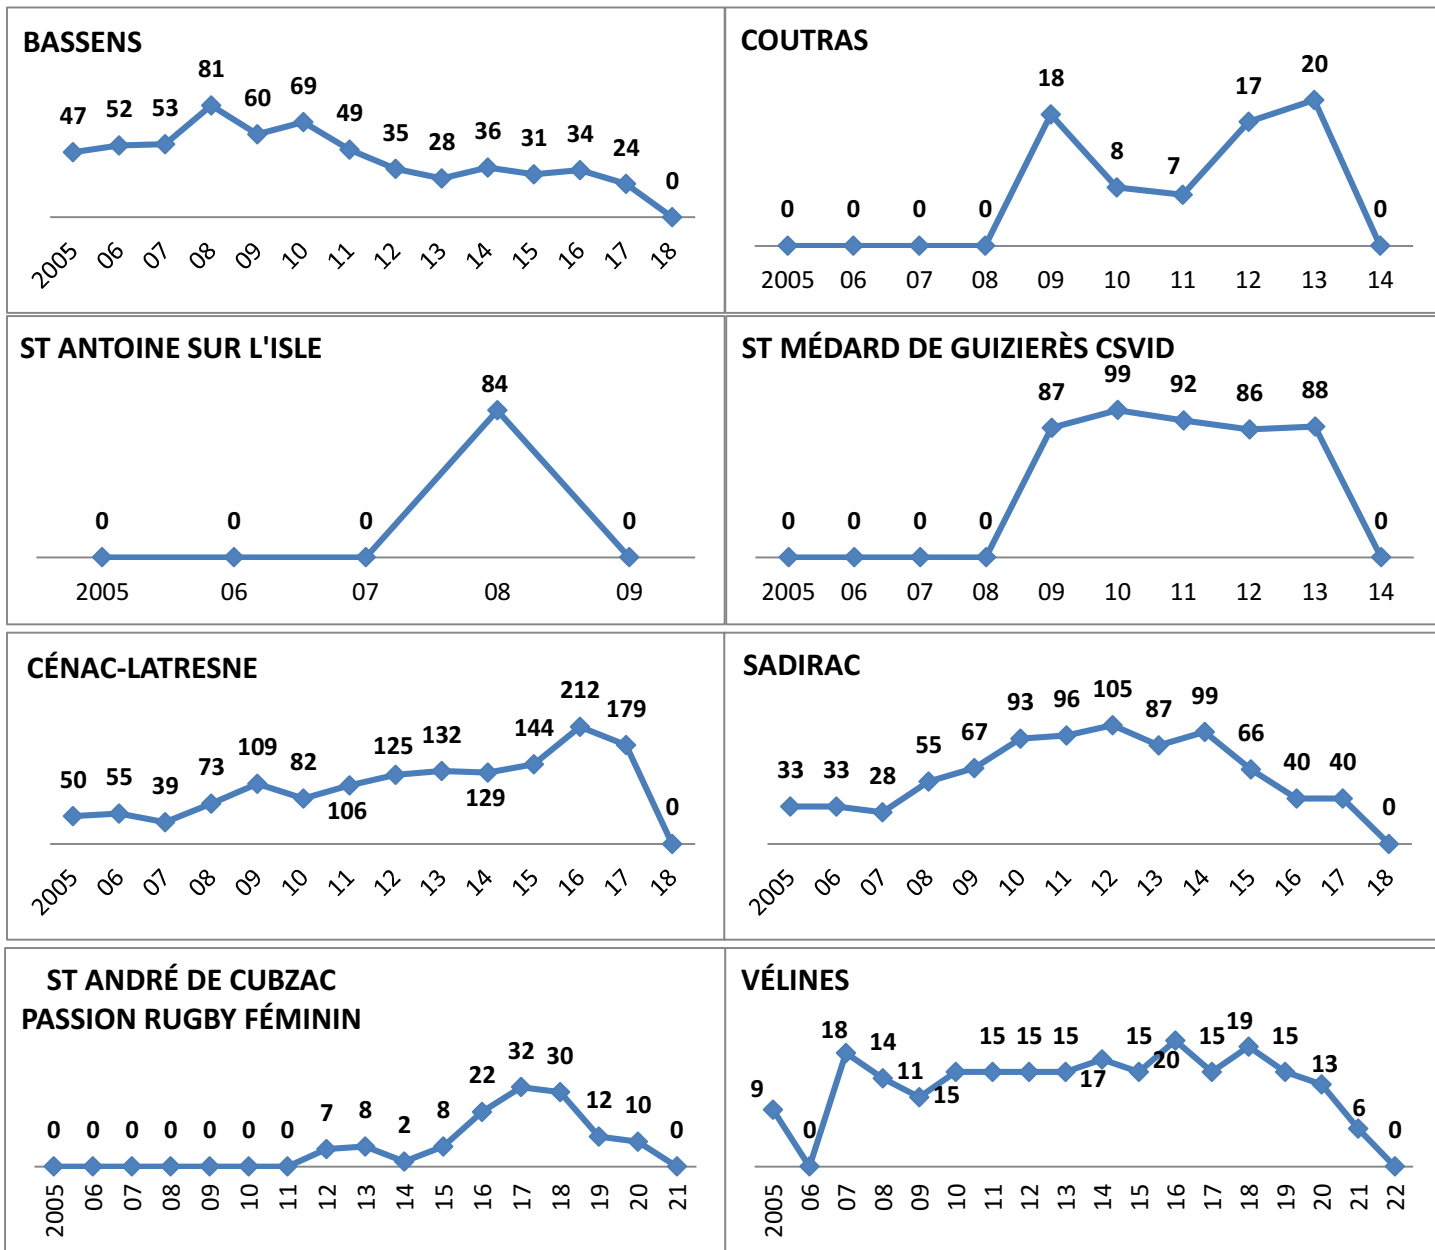 BASSENS
47 52 53 81 60 69 49 35 28 36 31 34 24 0
2005 06 07 08 09 10 11 12 13 14 15 16 17 18
COUTRAS
0 0 0 0 18 8 7 17 20 0
2005 06 07 08 09 10 11 12 13 14
ST ANTOINE SUR L'ISLE
0 0 0 84 0
2005 06 07 08 09
ST MÉDARD DE GUIZIERÈS CSVID
0 0 0 0 87 99 92 86 88 0
2005 06 07 08 09 10 11 12 13 14
CÉNAC-LATRESNE
50 55 39 73 109 82 106 125 132 129 144 212 179 0
2005 06 07 08 09 10 11 12 13 14 15 16 17 18
SADIRAC
33 33 28 55 67 93 96 105 87 99 66 40 40 0
2005 06 07 08 09 10 11 12 13 14 15 16 17 18
ST ANDRÉ DE CUBZAC
PASSION RUGBY FÉMININ
0 0 0 0 0 0 0 7 8 2 8 22 32 30 12 10 0
2005 06 07 08 09 10 11 12 13 14 15 16 17 18 19 20 21
VÉLINES
9 0 18 14 11 15 15 15 15 17 15 20 15 19 15 13 6 0
2005 06 07 08 09 10 11 12 13 14 15 16 17 18 19 20 21 22